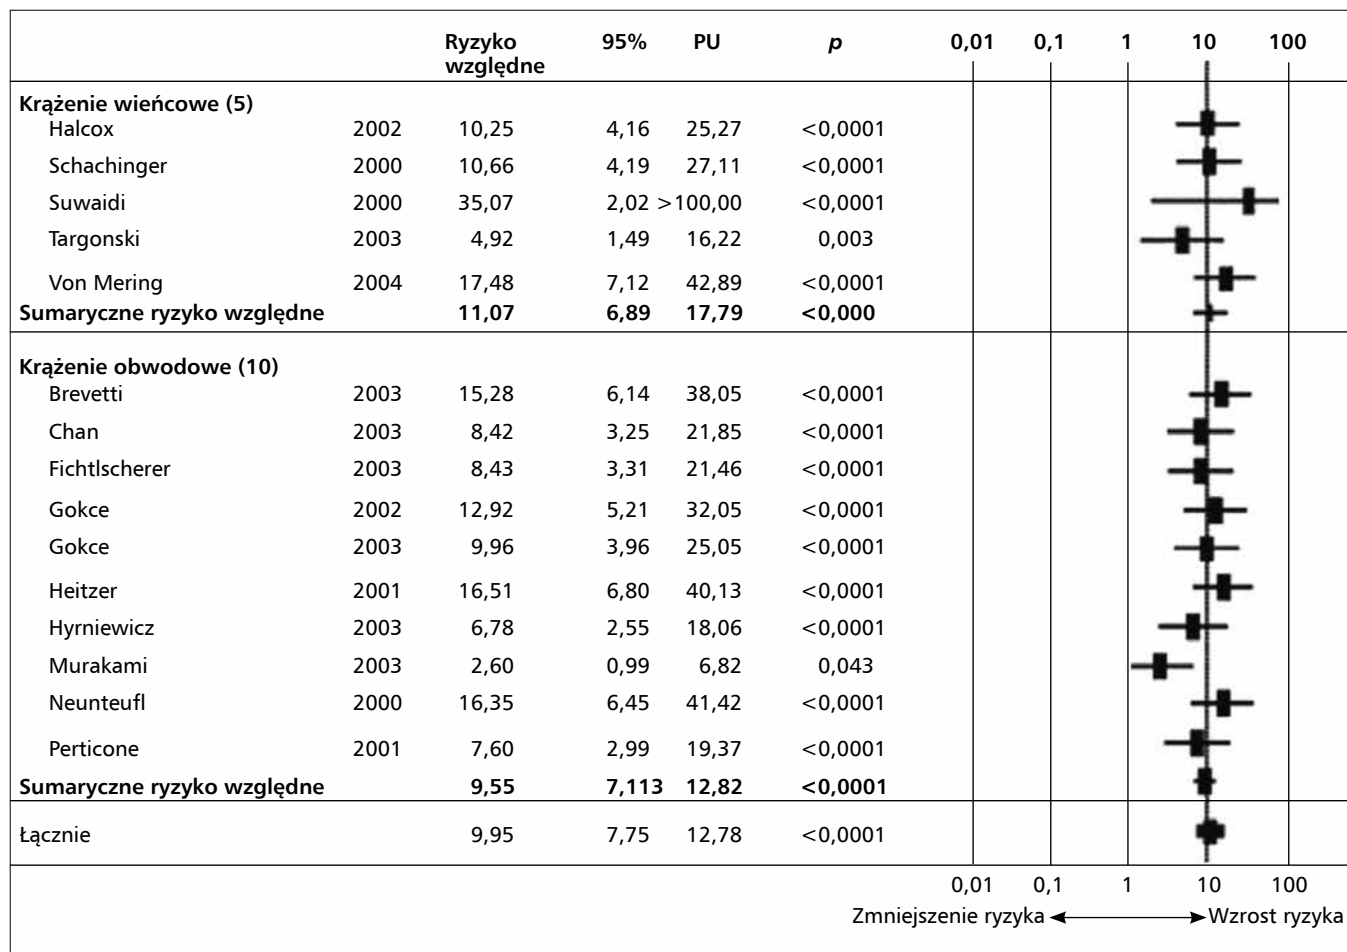 Ryzyko względne 95% PU p 0,01 0,1 1 10 100
Krążenie wieńcowe (5)
Halcox 2002 10,25 4,16 25,27 <0,0001
Schachinger 2000 10,66 4,19 27,11 <0,0001
Suwaidi 2000 35,07 2,02 >100,00 <0,0001
Targonski 2003 4,92 1,49 16,22 0,003
Von Mering 2004 17,48 7,12 42,89 <0,0001
Sumaryczne ryzyko względne 11,07 6,89 17,79 <0,000
Krążenie obwodowe (10)
Brevetti 2003 15,28 6,14 38,05 <0,0001
Chan 2003 8,42 3,25 21,85 <0,0001
Fichtlscherer 2003 8,43 3,31 21,46 <0,0001
Gokce 2002 12,92 5,21 32,05 <0,0001
Gokce 2003 9,96 3,96 25,05 <0,0001
Heitzer 2001 16,51 6,80 40,13 <0,0001
Hyrniewicz 2003 6,78 2,55 18,06 <0,0001
Murakami 2003 2,60 0,99 6,82 0,043
Neunteufl 2000 16,35 6,45 41,42 <0,0001
Perticone 2001 7,60 2,99 19,37 <0,0001
Sumaryczne ryzyko względne 9,55 7,113 12,82 <0,0001
Łącznie 9,95 7,75 12,78 <0,0001
0,01 0,1 1 10 100
Zmniejszenie ryzyka Wzrost ryzyka